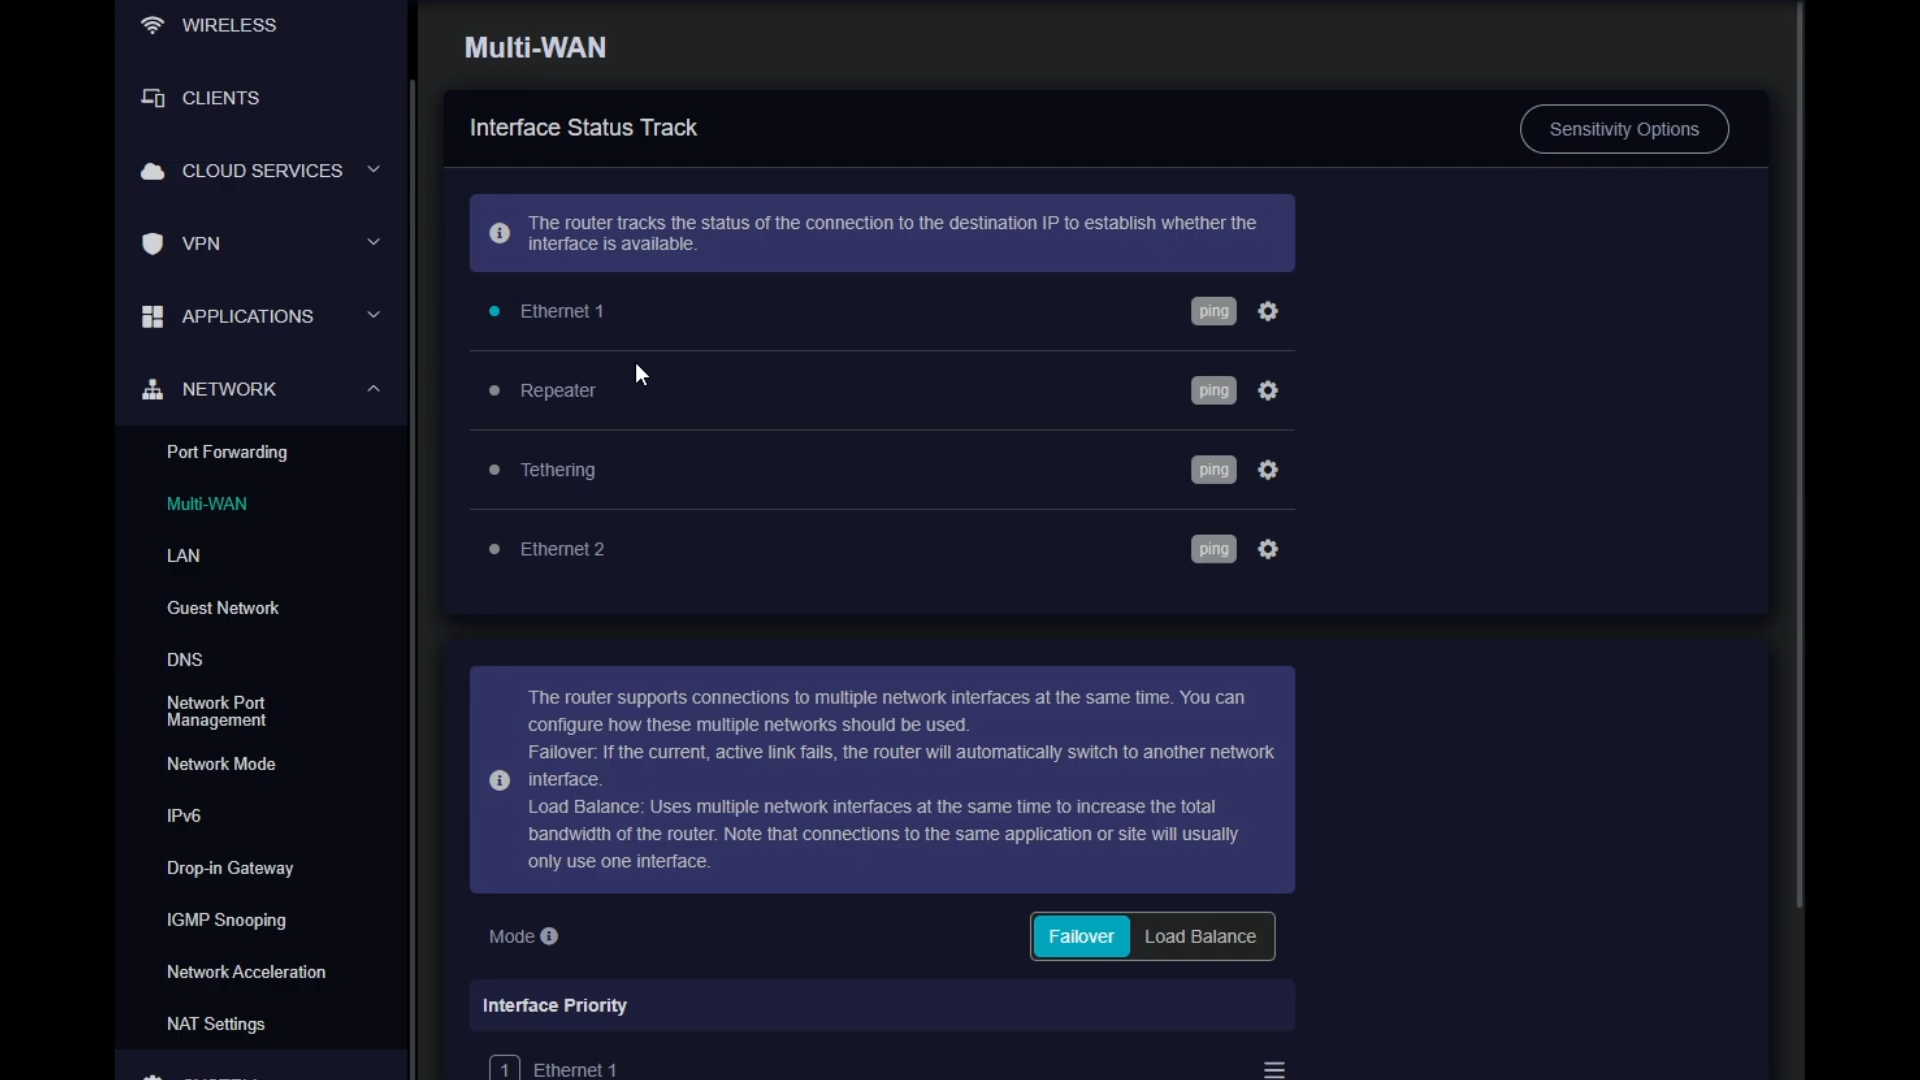 WIRELESS
CLIENTS
CLOUD SERVICES
VPN
APPLICATIONS
NETWORK
Port Forwarding
Multi-WAN
LAN
Guest Network
DNS
Network Port
Management
Network Mode
IPv6
Drop-in Gateway
IGMP Snooping
Network Acceleration
NAT Settings
Multi-WAN
Interface Status Track
Sensitivity Options
The router tracks the status of the connection to the destination IP to establish whether the
interface is available.
Ethernet 1 ping
Repeater ping
Tethering ping
Ethernet 2 ping
The router supports connections to multiple network interfaces at the same time. You can
configure how these multiple networks should be used.
Failover: If the current, active link fails, the router will automatically switch to another network
interface.
Load Balance: Uses multiple network interfaces at the same time to increase the total
bandwidth of the router. Note that connections to the same application or site will usually
only use one interface.
Mode Failover Load Balance
Interface Priority
1 Ethernet 1